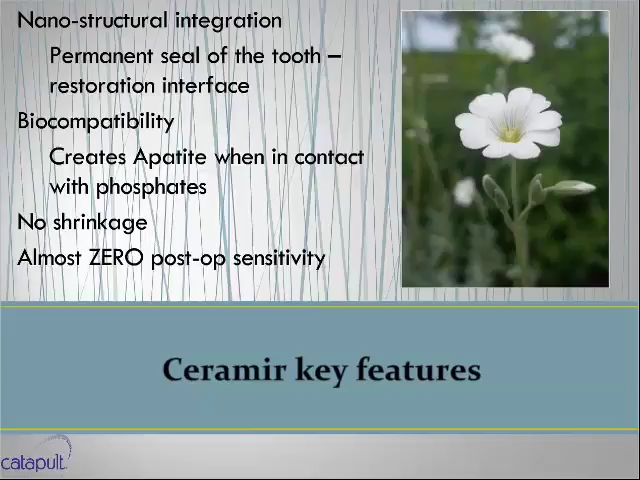 Nano-structural integration
Permanent seal of the tooth –
restoration interface
Biocompatibility
Creates Apatite when in contact
with phosphates
No shrinkage
Almost ZERO post-op sensitivity
Ceramir key features
catapult